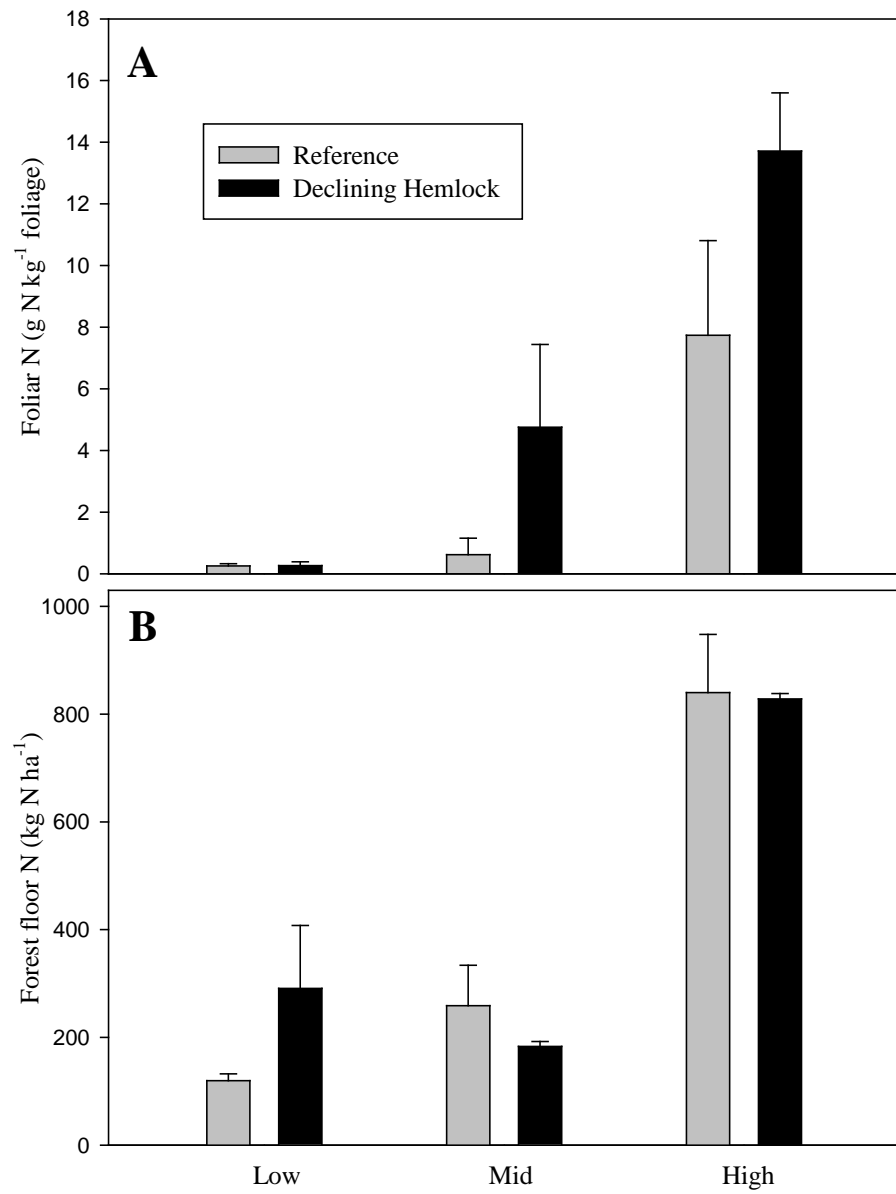 18
A
16
14
12
10
8
6
4
2
0
Foliar N (g N kg-1 foliage)
Reference
Declining Hemlock
1000
B
800
600
400
200
0
Forest floor N (kg N ha-1)
Low Mid High